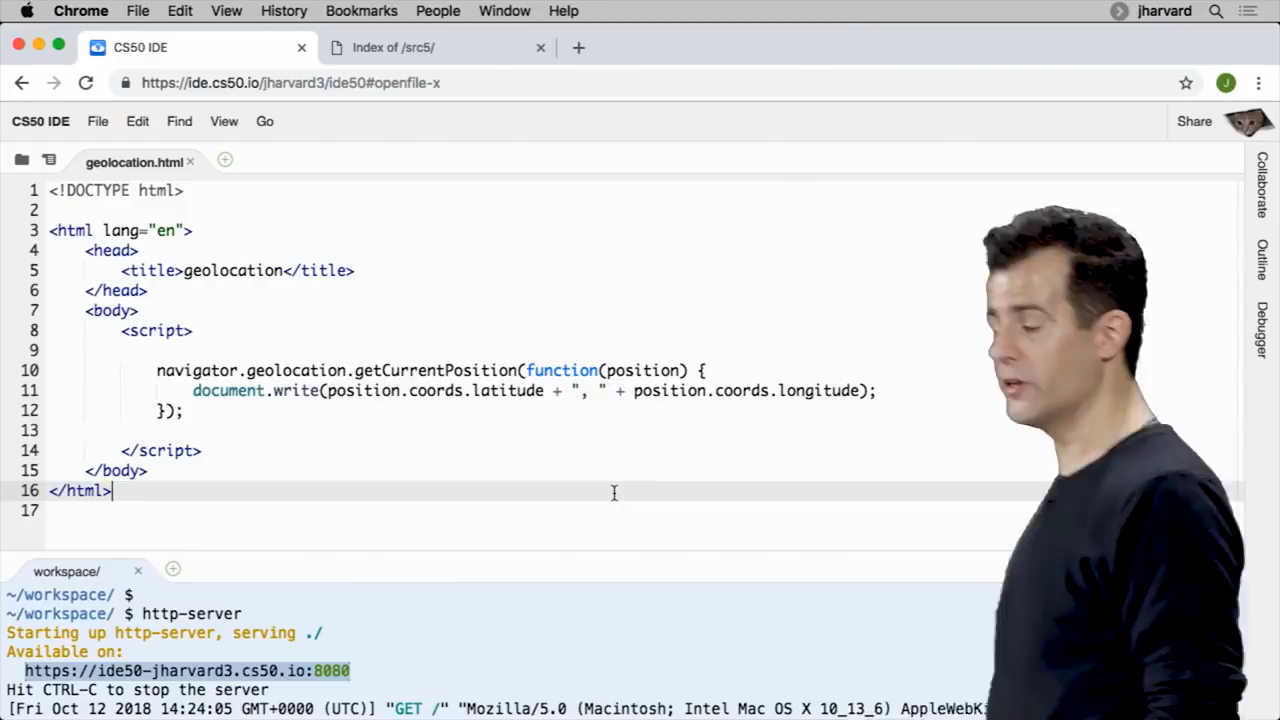 Chrome File Edit View History Bookmarks People Window Help jharvard
CS50 IDE Index of /src5/
https://ide.cs50.io/jharvard3/ide50#openfile-x J
CS50 IDE File Edit Find View Go Share
geolocation.html
1 <!DOCTYPE html>
2
3 <html lang="en">
4 <head>
5 <title>geolocation</title>
6 </head>
7 <body>
8 <script>
9
10 navigator.geolocation.getCurrentPosition(function(position) {
11 document.write(position.coords.latitude + ", " + position.coords.longitude);
12 });
13
14 </script>
15 </body>
16 </html>
17
Collaborate
Outline
Debugger
workspace/
~/workspace/ $
~/workspace/ $ http-server
Starting up http-server, serving ./
Available on:
https://ide50-jharvard3.cs50.io:8080
Hit CTRL-C to stop the server
[Fri Oct 12 2018 14:24:05 GMT+0000 (UTC)] "GET /" "Mozilla/5.0 (Macintosh; Intel Mac OS X 10_13_6)